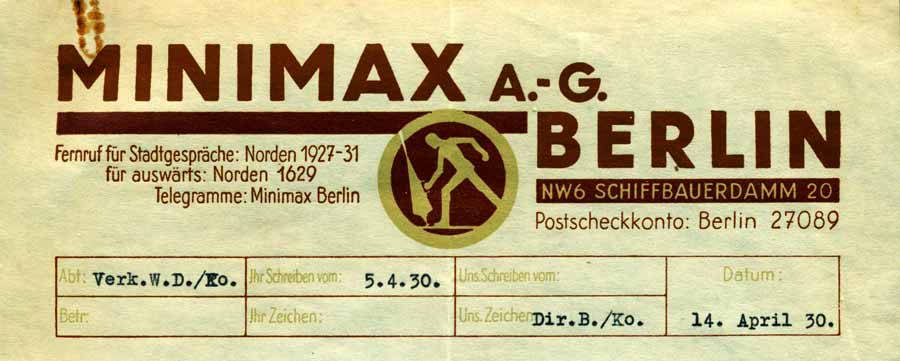 MINIMAX A.-G.
BERLIN
Fernruf für Stadtgespräche: Norden 1927-31
für auswärts: Norden 1629
Telegramme: Minimax Berlin
NW6 SCHIFFBAUERDAMM 20
Postscheckkonto: Berlin 27089
Abt: Verk.W.D./Ko. Ihr Schreiben vom: 5.4.30. Uns. Schreiben vom: Datum:
Betr: Ihr Zeichen: Uns. Zeichen Dir.B./Ko. 14. April 30.